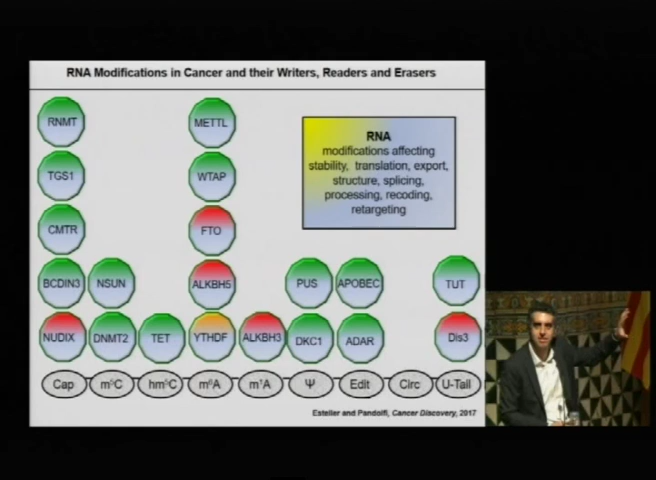 RNA Modifications in Cancer and their Writers, Readers and Erasers
RNMT
METTL
RNA
modifications affecting
stability, translation, export,
structure, splicing,
processing, recoding,
retargeting
TGS1
WTAP
CMTR
FTO
BCDIN3
NSUN
ALKBH5
PUS
APOBEC
TUT
NUDIX
DNMT2
TET
YTHDF
ALKBH3
DKC1
ADAR
Dis3
Cap
m⁵C
hm⁵C
m⁶A
m¹A
Ψ
Edit
Circ
U-Tail
Esteller and Pandolfi, Cancer Discovery, 2017